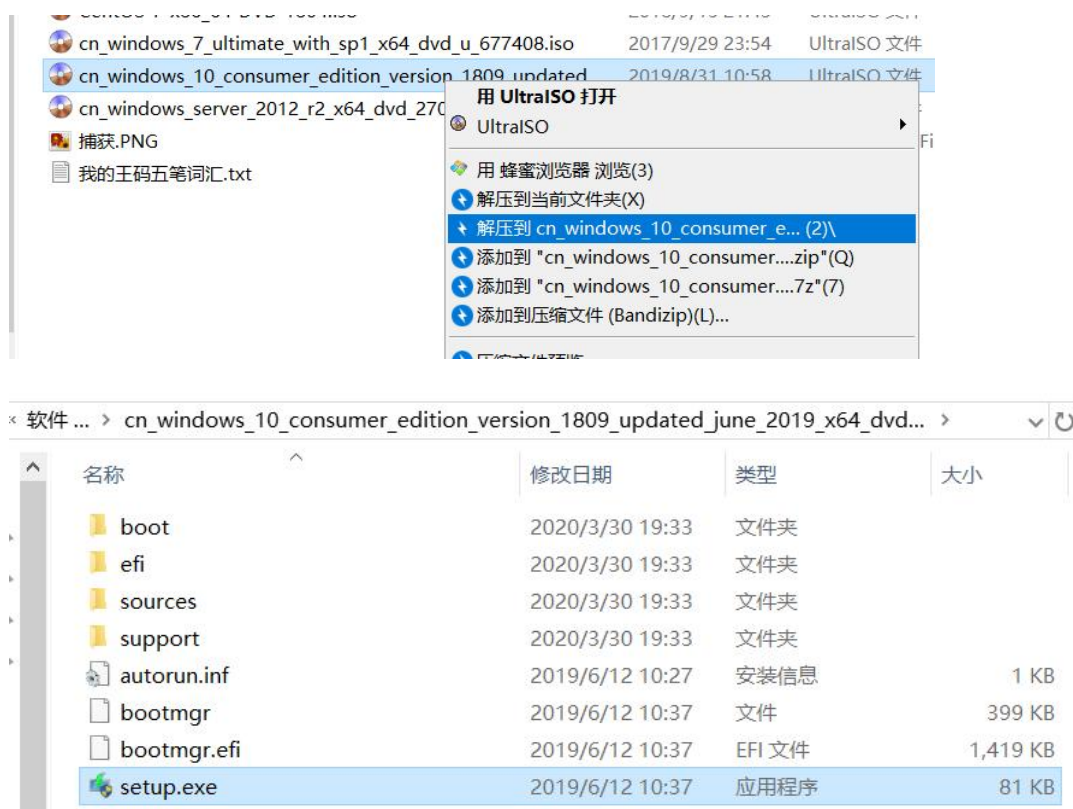 cn_windows_7_ultimate_with_sp1_x64_dvd_u_677408.iso 2017/9/29 23:54 UltraISO 文件
cn_windows_10_consumer_edition_version_1809_updated 2019/8/31 10:58 UltraISO 文件
用 UltraISO 打开
cn_windows_server_2012_r2_x64_dvd_270
UltraISO
捕获.PNG Fi
用 蜂蜜浏览器 浏览(3)
我的王码五笔词汇.txt
解压到当前文件夹(X)
解压到 cn_windows_10_consumer_e... (2)\
添加到 "cn_windows_10_consumer....zip"(Q)
添加到 "cn_windows_10_consumer....7z"(7)
添加到压缩文件 (Bandizip)(L)...
软件 ... › cn_windows_10_consumer_edition_version_1809_updated_june_2019_x64_dvd... ›
名称 修改日期 类型 大小
boot 2020/3/30 19:33 文件夹
efi 2020/3/30 19:33 文件夹
sources 2020/3/30 19:33 文件夹
support 2020/3/30 19:33 文件夹
autorun.inf 2019/6/12 10:27 安装信息 1 KB
bootmgr 2019/6/12 10:37 文件 399 KB
bootmgr.efi 2019/6/12 10:37 EFI 文件 1,419 KB
setup.exe 2019/6/12 10:37 应用程序 81 KB